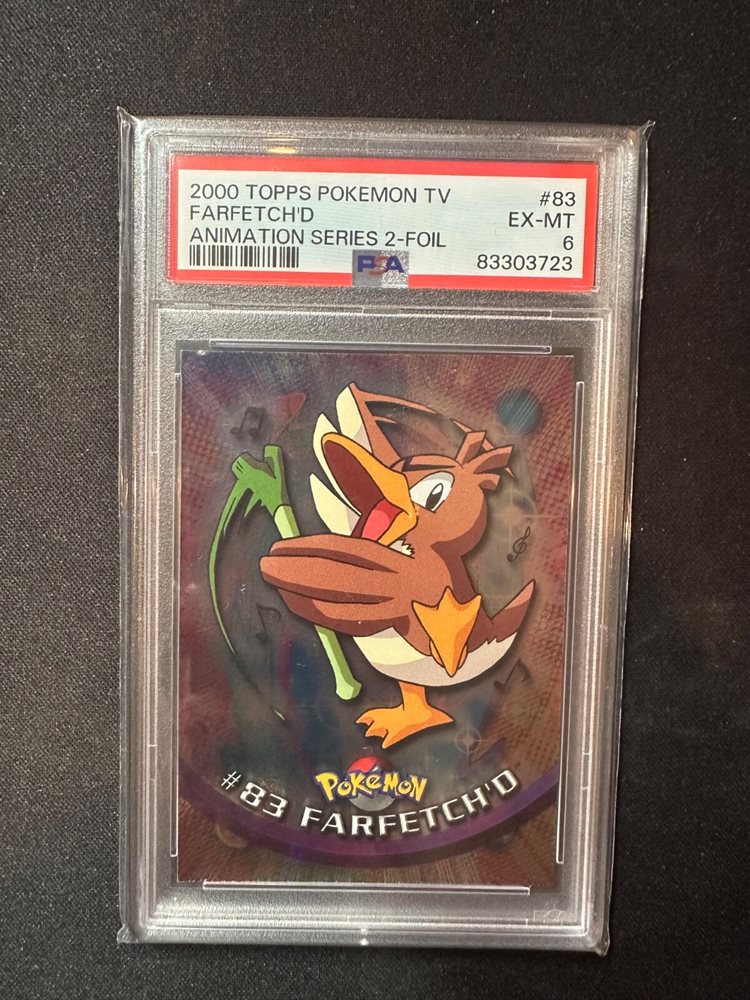 2000 TOPPS POKEMON TV #83
FARFETCH'D EX-MT
ANIMATION SERIES 2-FOIL 6
PSA 83303723
POKéMON
#83 FARFETCH'D